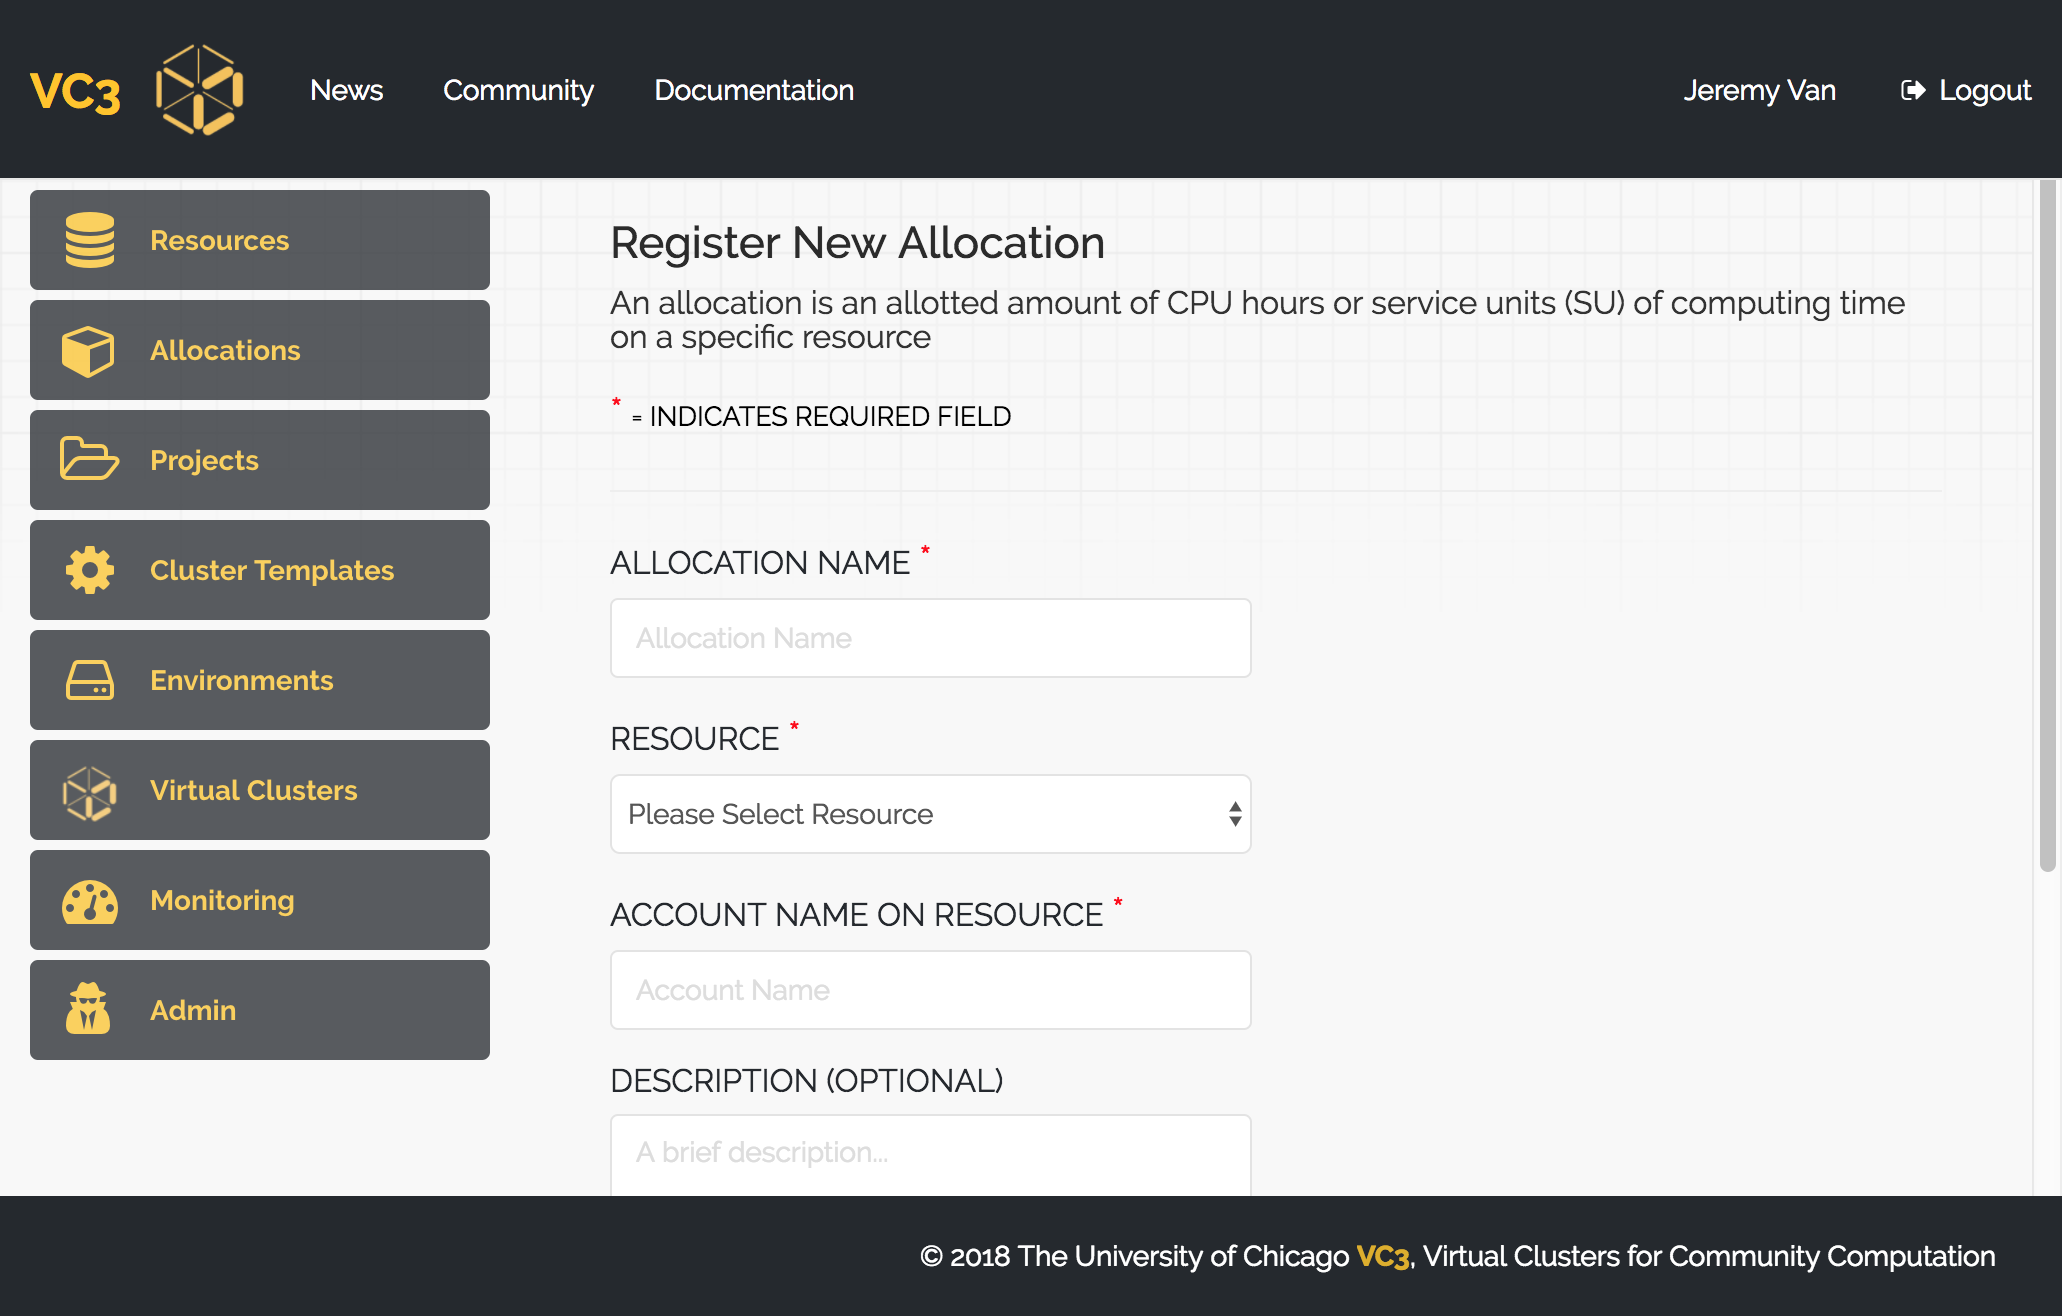 VC3
News
Community
Documentation
Jeremy Van
Logout
Resources
Allocations
Projects
Cluster Templates
Environments
Virtual Clusters
Monitoring
Admin
Register New Allocation
An allocation is an allotted amount of CPU hours or service units (SU) of computing time
on a specific resource
* = INDICATES REQUIRED FIELD
ALLOCATION NAME *
Allocation Name
RESOURCE *
Please Select Resource
ACCOUNT NAME ON RESOURCE *
Account Name
DESCRIPTION (OPTIONAL)
A brief description...
© 2018 The University of Chicago VC3, Virtual Clusters for Community Computation